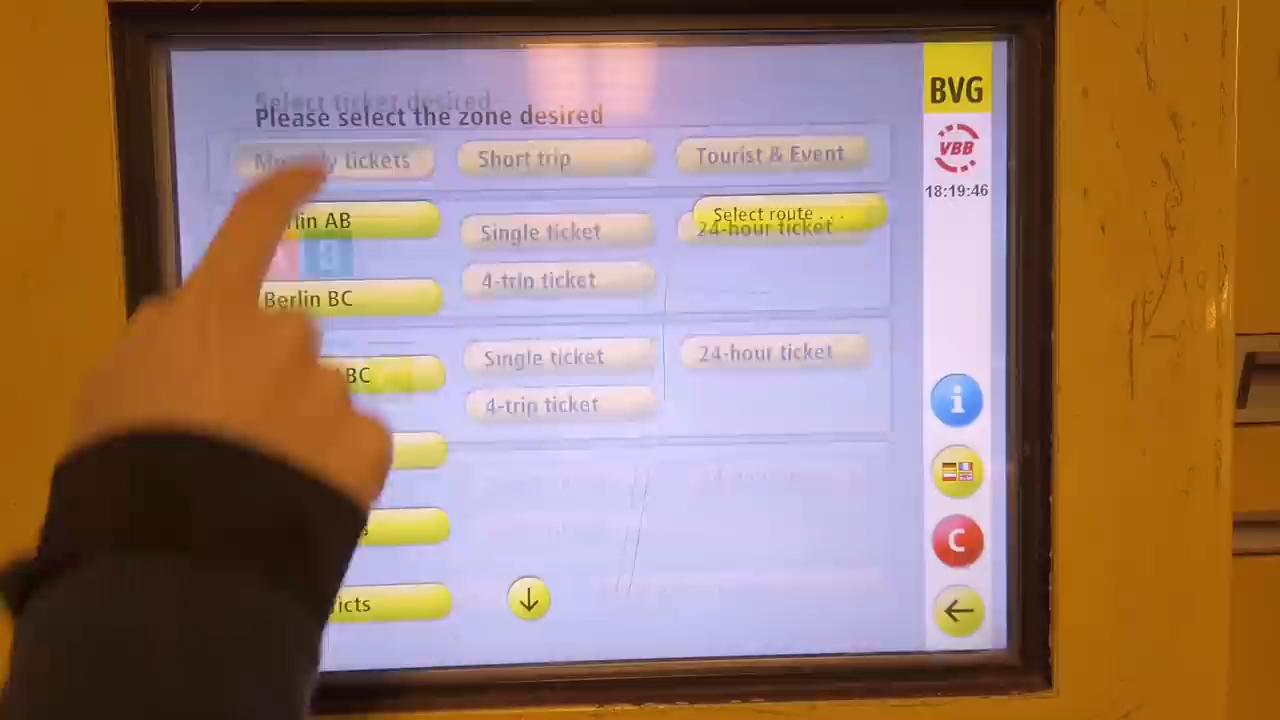 BVG
VBB
18:19:46
Select ticket desired
Please select the zone desired
Monthly tickets
Short trip
Tourist & Event
AB
Select route . . .
Single ticket
24-hour ticket
B
4-trip ticket
Berlin BC
Single ticket
24-hour ticket
BC
4-trip ticket
i
C